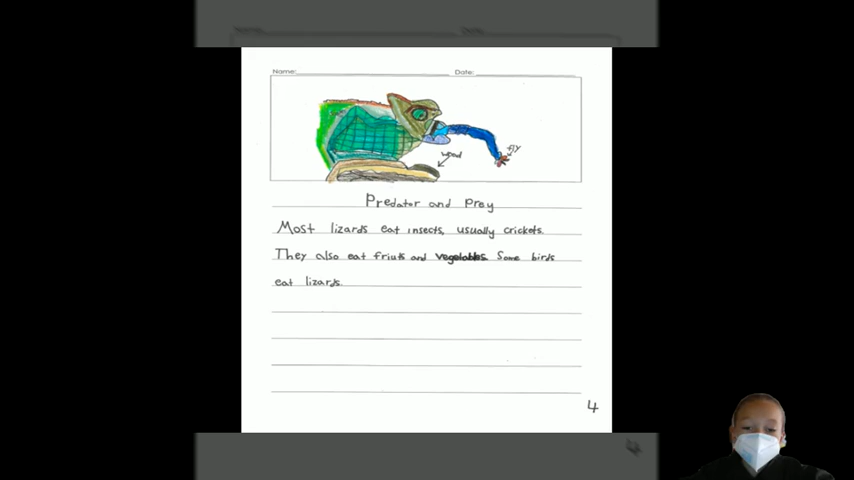 Name: Date:
fly
wood
Predator and Prey
Most lizards eat insects, usually crickets.
They also eat friuts and vegetables. Some birds
eat lizards.
4